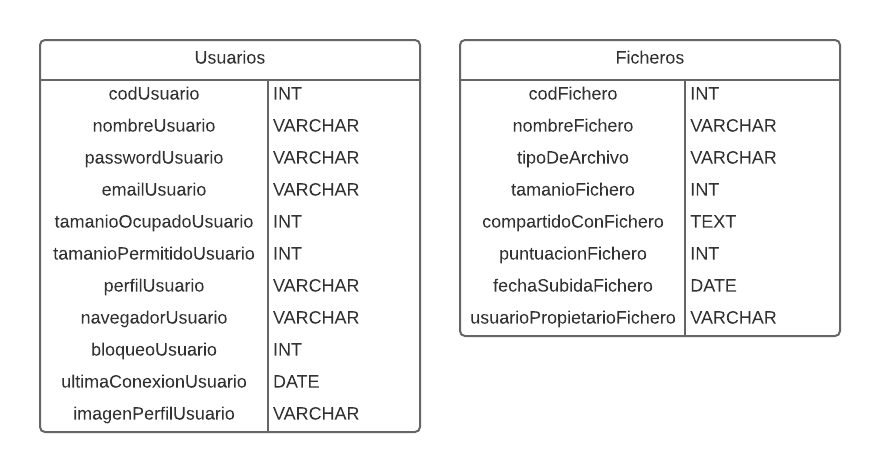 Usuarios
codUsuario INT
nombreUsuario VARCHAR
passwordUsuario VARCHAR
emailUsuario VARCHAR
tamanioOcupadoUsuario INT
tamanioPermitidoUsuario INT
perfilUsuario VARCHAR
navegadorUsuario VARCHAR
bloqueoUsuario INT
ultimaConexionUsuario DATE
imagenPerfilUsuario VARCHAR
Ficheros
codFichero INT
nombreFichero VARCHAR
tipoDeArchivo VARCHAR
tamanioFichero INT
compartidoConFichero TEXT
puntuacionFichero INT
fechaSubidaFichero DATE
usuarioPropietarioFichero VARCHAR